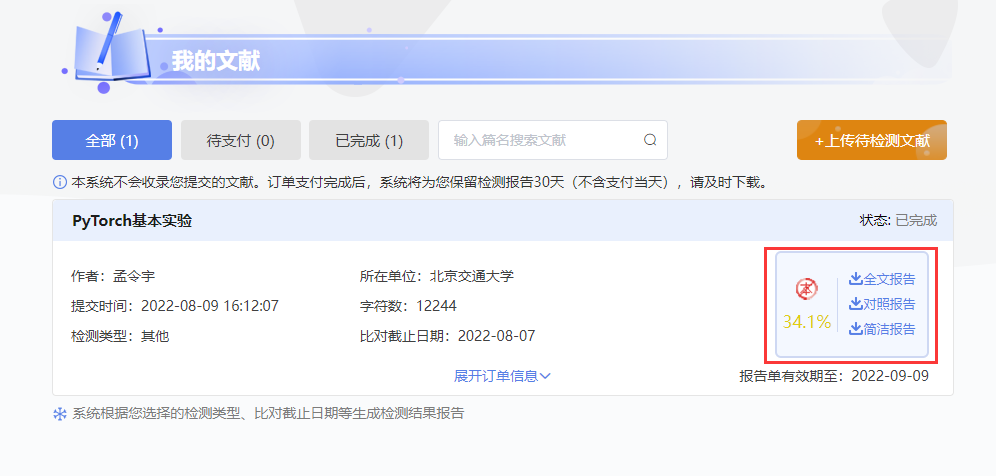 我的文献
全部 (1) 待支付 (0) 已完成 (1) 输入篇名搜索文献 +上传待检测文献
本系统不会收录您提交的文献。订单支付完成后，系统将为您保留检测报告30天（不含支付当天），请及时下载。
PyTorch基本实验 状态: 已完成
作者：孟令宇 所在单位：北京交通大学
提交时间：2022-08-09 16:12:07 字符数：12244
检测类型：其他 比对截止日期：2022-08-07
本
34.1%
全文报告
对照报告
简洁报告
展开订单信息 报告单有效期至：2022-09-09
系统根据您选择的检测类型、比对截止日期等生成检测结果报告